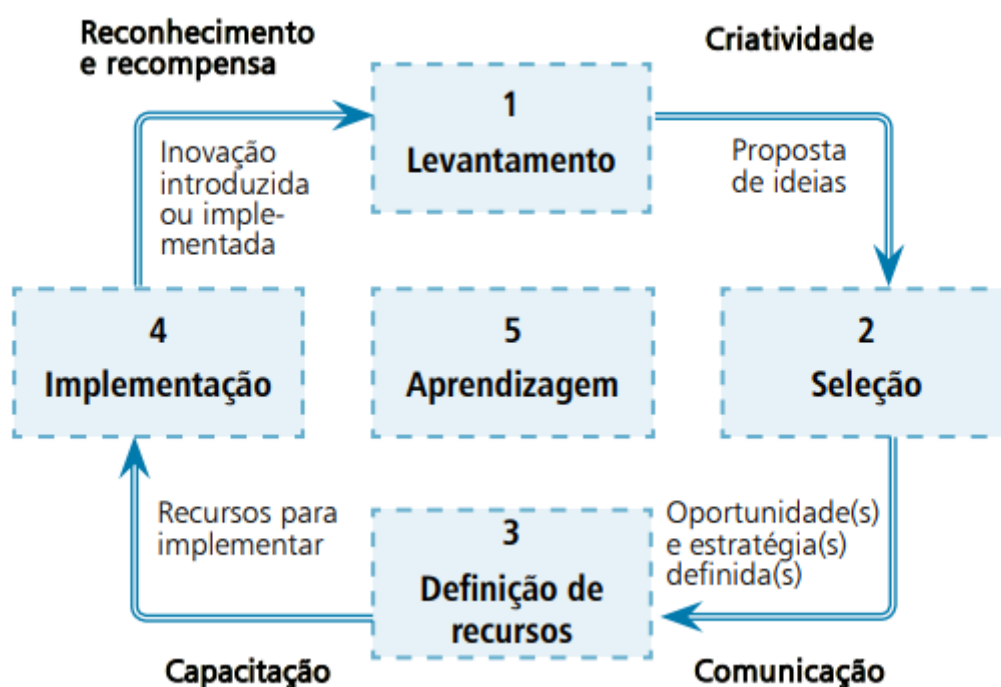 Reconhecimento
e recompensa
Criatividade
1
Levantamento
Inovação
introduzida
ou imple-
mentada
Proposta
de ideias
4
Implementação
5
Aprendizagem
2
Seleção
Recursos para
implementar
3
Definição de
recursos
Oportunidade(s)
e estratégia(s)
definida(s)
Capacitação
Comunicação